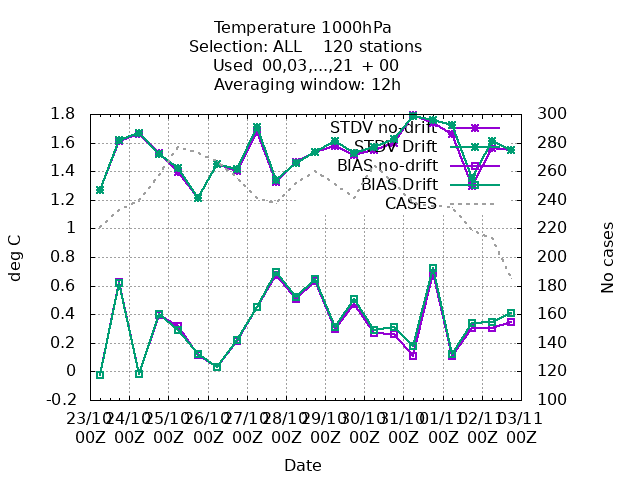 Temperature 1000hPa
Selection: ALL 120 stations
Used 00,03,...,21 + 00
Averaging window: 12h
1.8
1.6
1.4
1.2
1
0.8
0.6
0.4
0.2
0
-0.2
deg C
300
280
260
240
220
200
180
160
140
120
100
No cases
STDV no-drift
STDV Drift
BIAS no-drift
BIAS Drift
CASES
23/10 24/10 25/10 26/10 27/10 28/10 29/10 30/10 31/10 01/11 02/11 03/11
00Z 00Z 00Z 00Z 00Z 00Z 00Z 00Z 00Z 00Z 00Z 00Z
Date